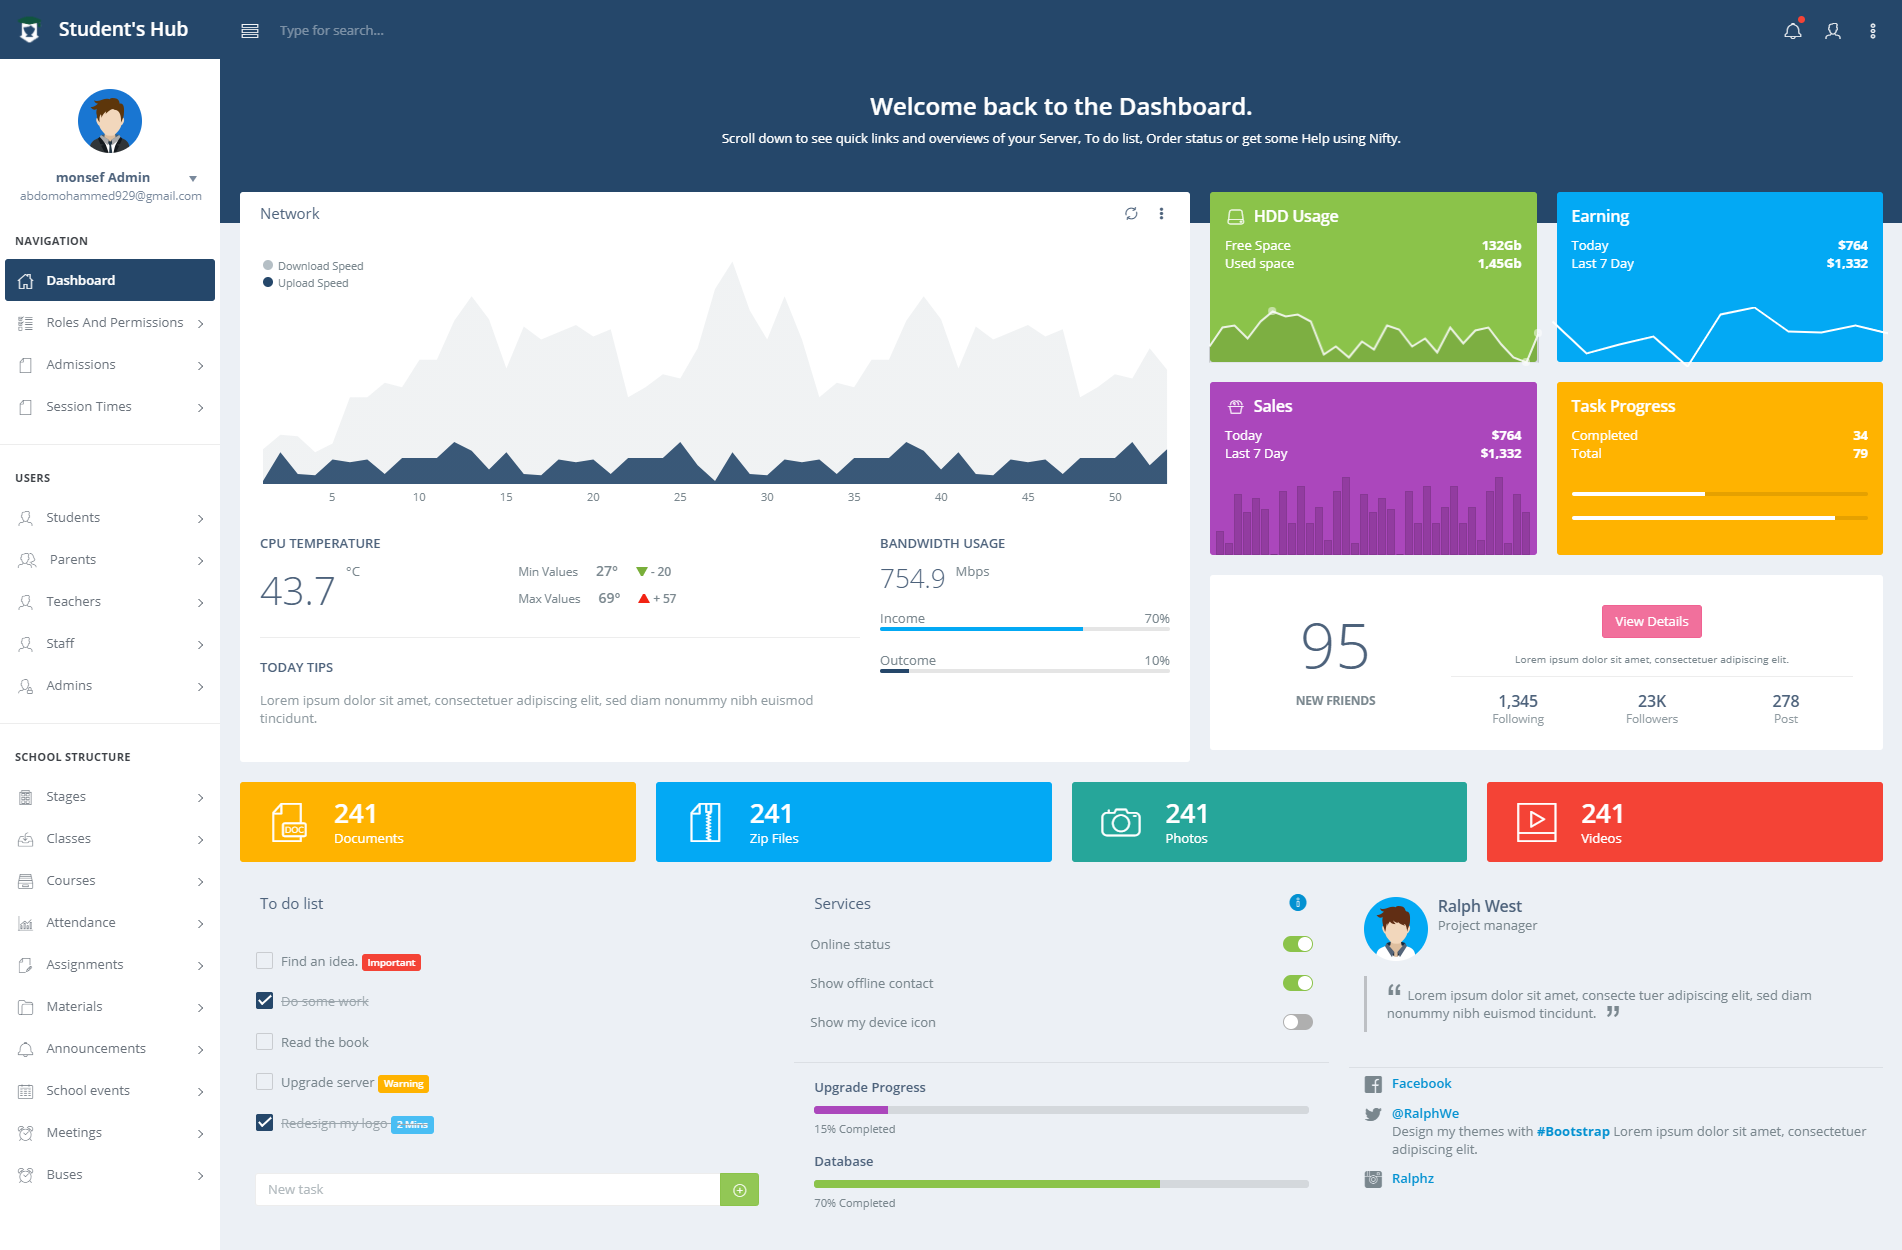 Student's Hub
Type for search...
monsef Admin
abdomohammed929@gmail.com
NAVIGATION
Dashboard
Roles And Permissions
Admissions
Session Times
USERS
Students
Parents
Teachers
Staff
Admins
SCHOOL STRUCTURE
Stages
Classes
Courses
Attendance
Assignments
Materials
Announcements
School events
Meetings
Buses
Welcome back to the Dashboard.
Scroll down to see quick links and overviews of your Server, To do list, Order status or get some Help using Nifty.
Network
Download Speed
Upload Speed
5 10 15 20 25 30 35 40 45 50
CPU TEMPERATURE
43.7 °C
Min Values 27° - 20
Max Values 69° + 57
TODAY TIPS
Lorem ipsum dolor sit amet, consectetuer adipiscing elit, sed diam nonummy nibh euismod
tincidunt.
BANDWIDTH USAGE
754.9 Mbps
Income 70%
Outcome 10%
HDD Usage
Free Space 132Gb
Used space 1,45Gb
Earning
Today $764
Last 7 Day $1,332
Sales
Today $764
Last 7 Day $1,332
Task Progress
Completed 34
Total 79
95
NEW FRIENDS
View Details
Lorem ipsum dolor sit amet, consectetuer adipiscing elit.
1,345 23K 278
Following Followers Post
DOC
241
Documents
241
Zip Files
241
Photos
241
Videos
To do list
Find an idea. Important
Do some work
Read the book
Upgrade server Warning
Redesign my logo 2 Mins
New task
Services
Online status
Show offline contact
Show my device icon
Upgrade Progress
15% Completed
Database
70% Completed
Ralph West
Project manager
“ Lorem ipsum dolor sit amet, consecte tuer adipiscing elit, sed diam
nonummy nibh euismod tincidunt. ”
Facebook
@RalphWe
Design my themes with #Bootstrap Lorem ipsum dolor sit amet, consectetuer
adipiscing elit.
Ralphz